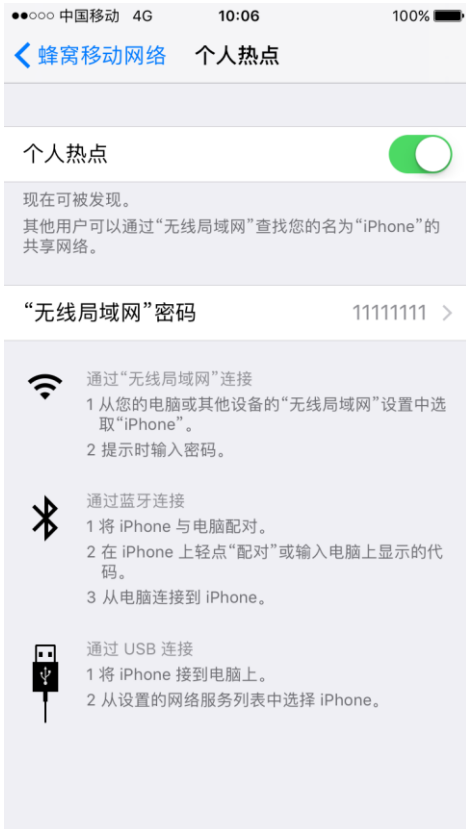 中国移动 4G 10:06 100%
蜂窝移动网络 个人热点
个人热点
现在可被发现。
其他用户可以通过“无线局域网”查找您的名为“iPhone”的
共享网络。
“无线局域网”密码 11111111
通过“无线局域网”连接
1 从您的电脑或其他设备的“无线局域网”设置中选
取“iPhone”。
2 提示时输入密码。
通过蓝牙连接
1 将 iPhone 与电脑配对。
2 在 iPhone 上轻点“配对”或输入电脑上显示的代
码。
3 从电脑连接到 iPhone。
通过 USB 连接
1 将 iPhone 接到电脑上。
2 从设置的网络服务列表中选择 iPhone。